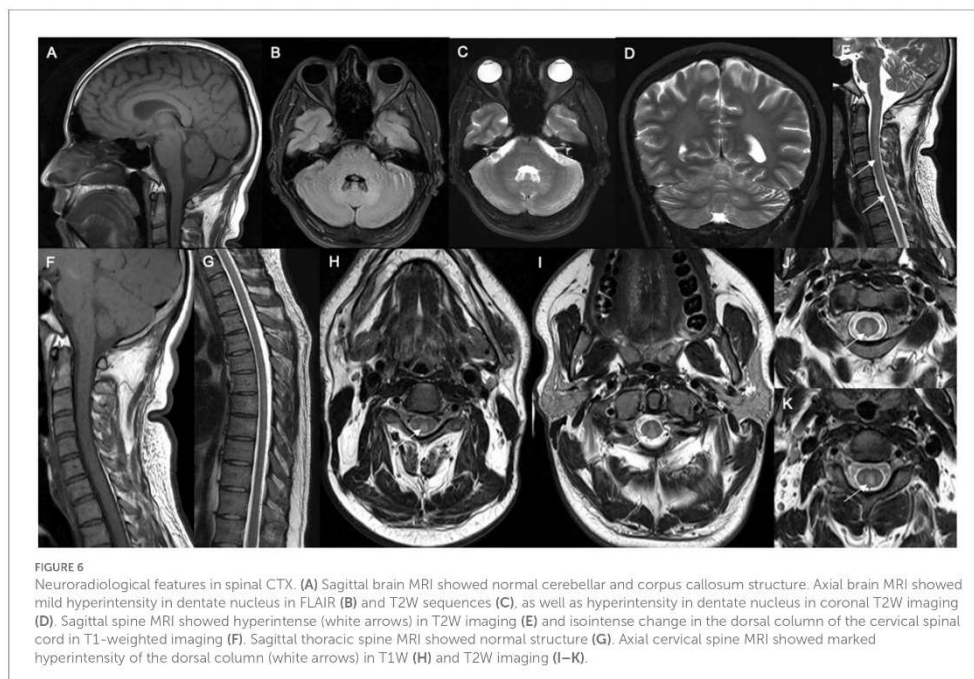 A
B
C
D
E
F
G
H
I
J
K
FIGURE 6
Neuroradiological features in spinal CTX. (A) Sagittal brain MRI showed normal cerebellar and corpus callosum structure. Axial brain MRI showed
mild hyperintensity in dentate nucleus in FLAIR (B) and T2W sequences (C), as well as hyperintensity in dentate nucleus in coronal T2W imaging
(D). Sagittal spine MRI showed hyperintense (white arrows) in T2W imaging (E) and isointense change in the dorsal column of the cervical spinal
cord in T1-weighted imaging (F). Sagittal thoracic spine MRI showed normal structure (G). Axial cervical spine MRI showed marked
hyperintensity of the dorsal column (white arrows) in T1W (H) and T2W imaging (I–K).